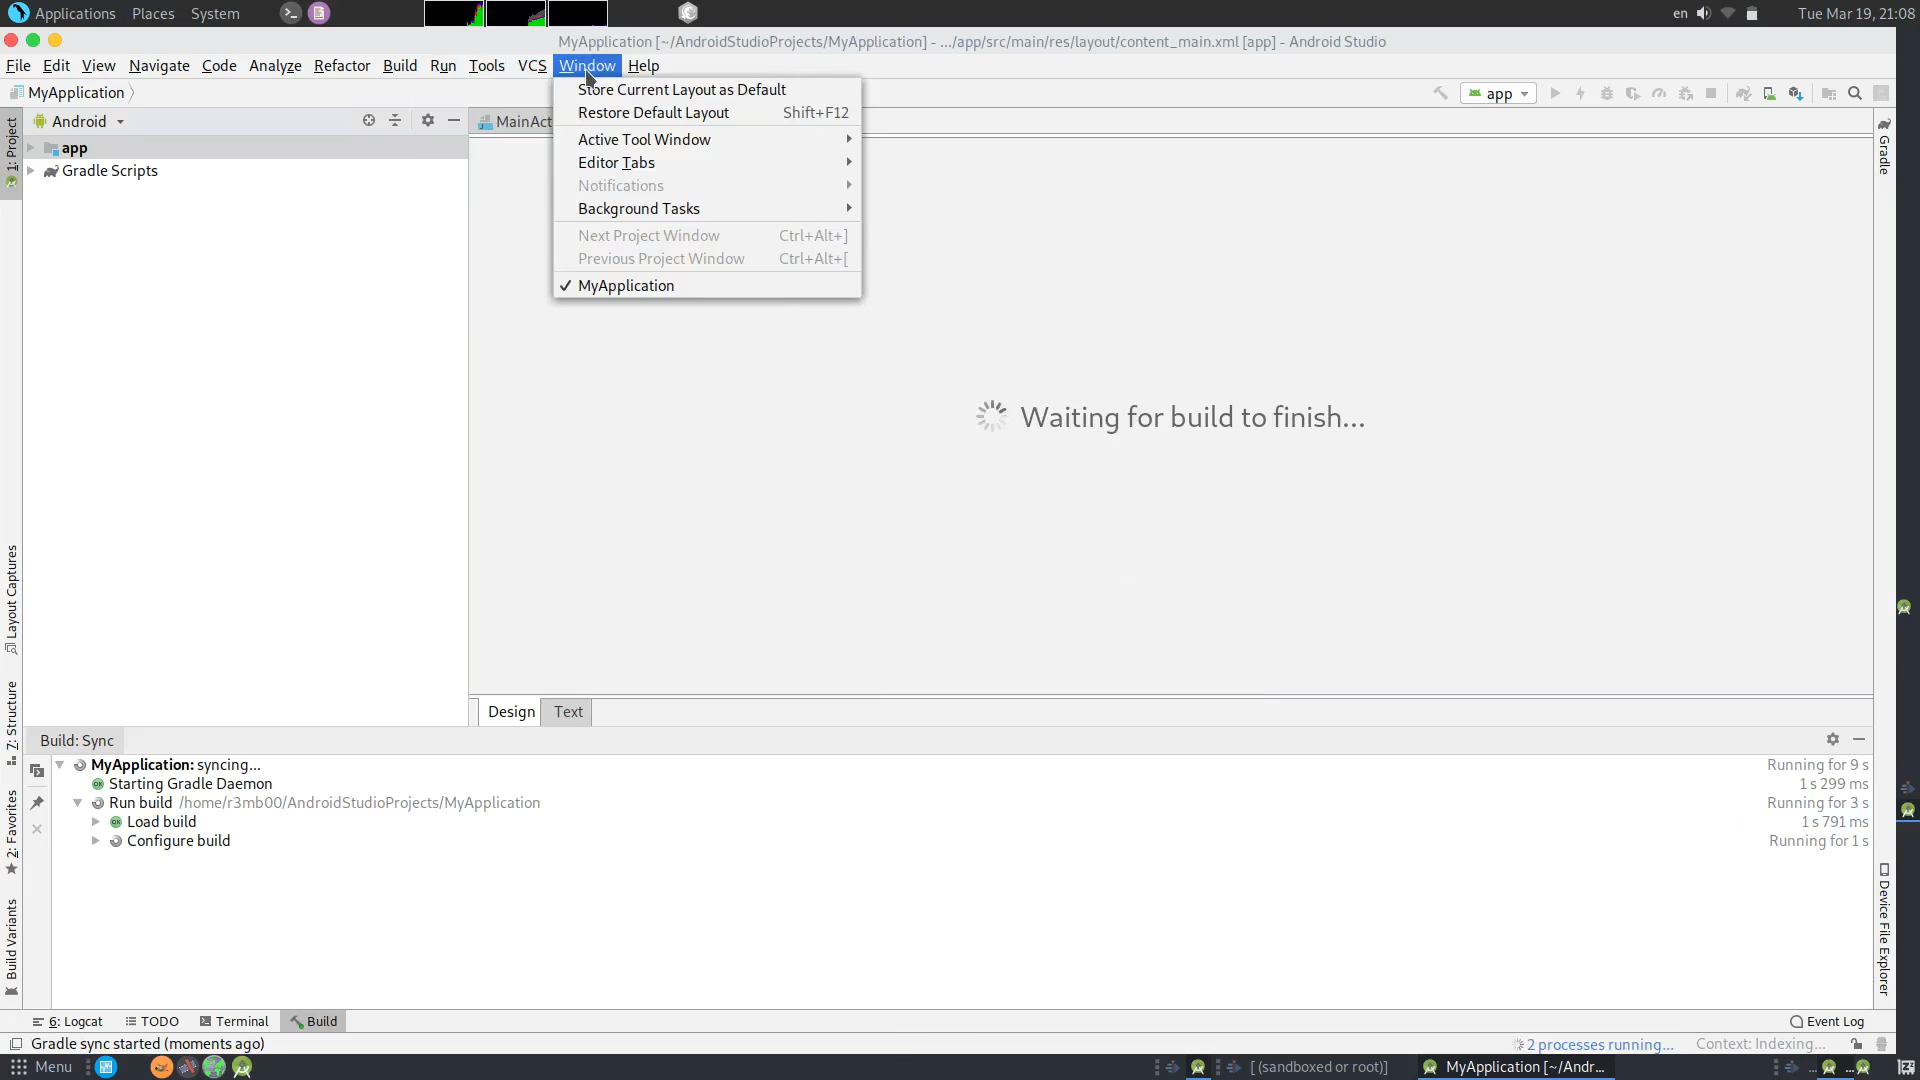 Applications Places System
en Tue Mar 19, 21:08
MyApplication [~/AndroidStudioProjects/MyApplication] - .../app/src/main/res/layout/content_main.xml [app] - Android Studio
File Edit View Navigate Code Analyze Refactor Build Run Tools VCS Window Help
MyApplication
app
Store Current Layout as Default
Restore Default Layout Shift+F12
Active Tool Window
Editor Tabs
Notifications
Background Tasks
Next Project Window Ctrl+Alt+]
Previous Project Window Ctrl+Alt+[
✓ MyApplication
1: Project
Android
MainAct
app
Gradle Scripts
Gradle
Waiting for build to finish...
Layout Captures
Z: Structure
2: Favorites
Build Variants
Design Text
Build: Sync
MyApplication: syncing... Running for 9 s
Starting Gradle Daemon 1 s 299 ms
Run build /home/r3mb00/AndroidStudioProjects/MyApplication Running for 3 s
Load build 1 s 791 ms
Configure build Running for 1 s
Device File Explorer
6: Logcat TODO Terminal Build Event Log
Gradle sync started (moments ago) 2 processes running... Context: Indexing...
Menu [ (sandboxed or root)] MyApplication [~/Andr... ... ...